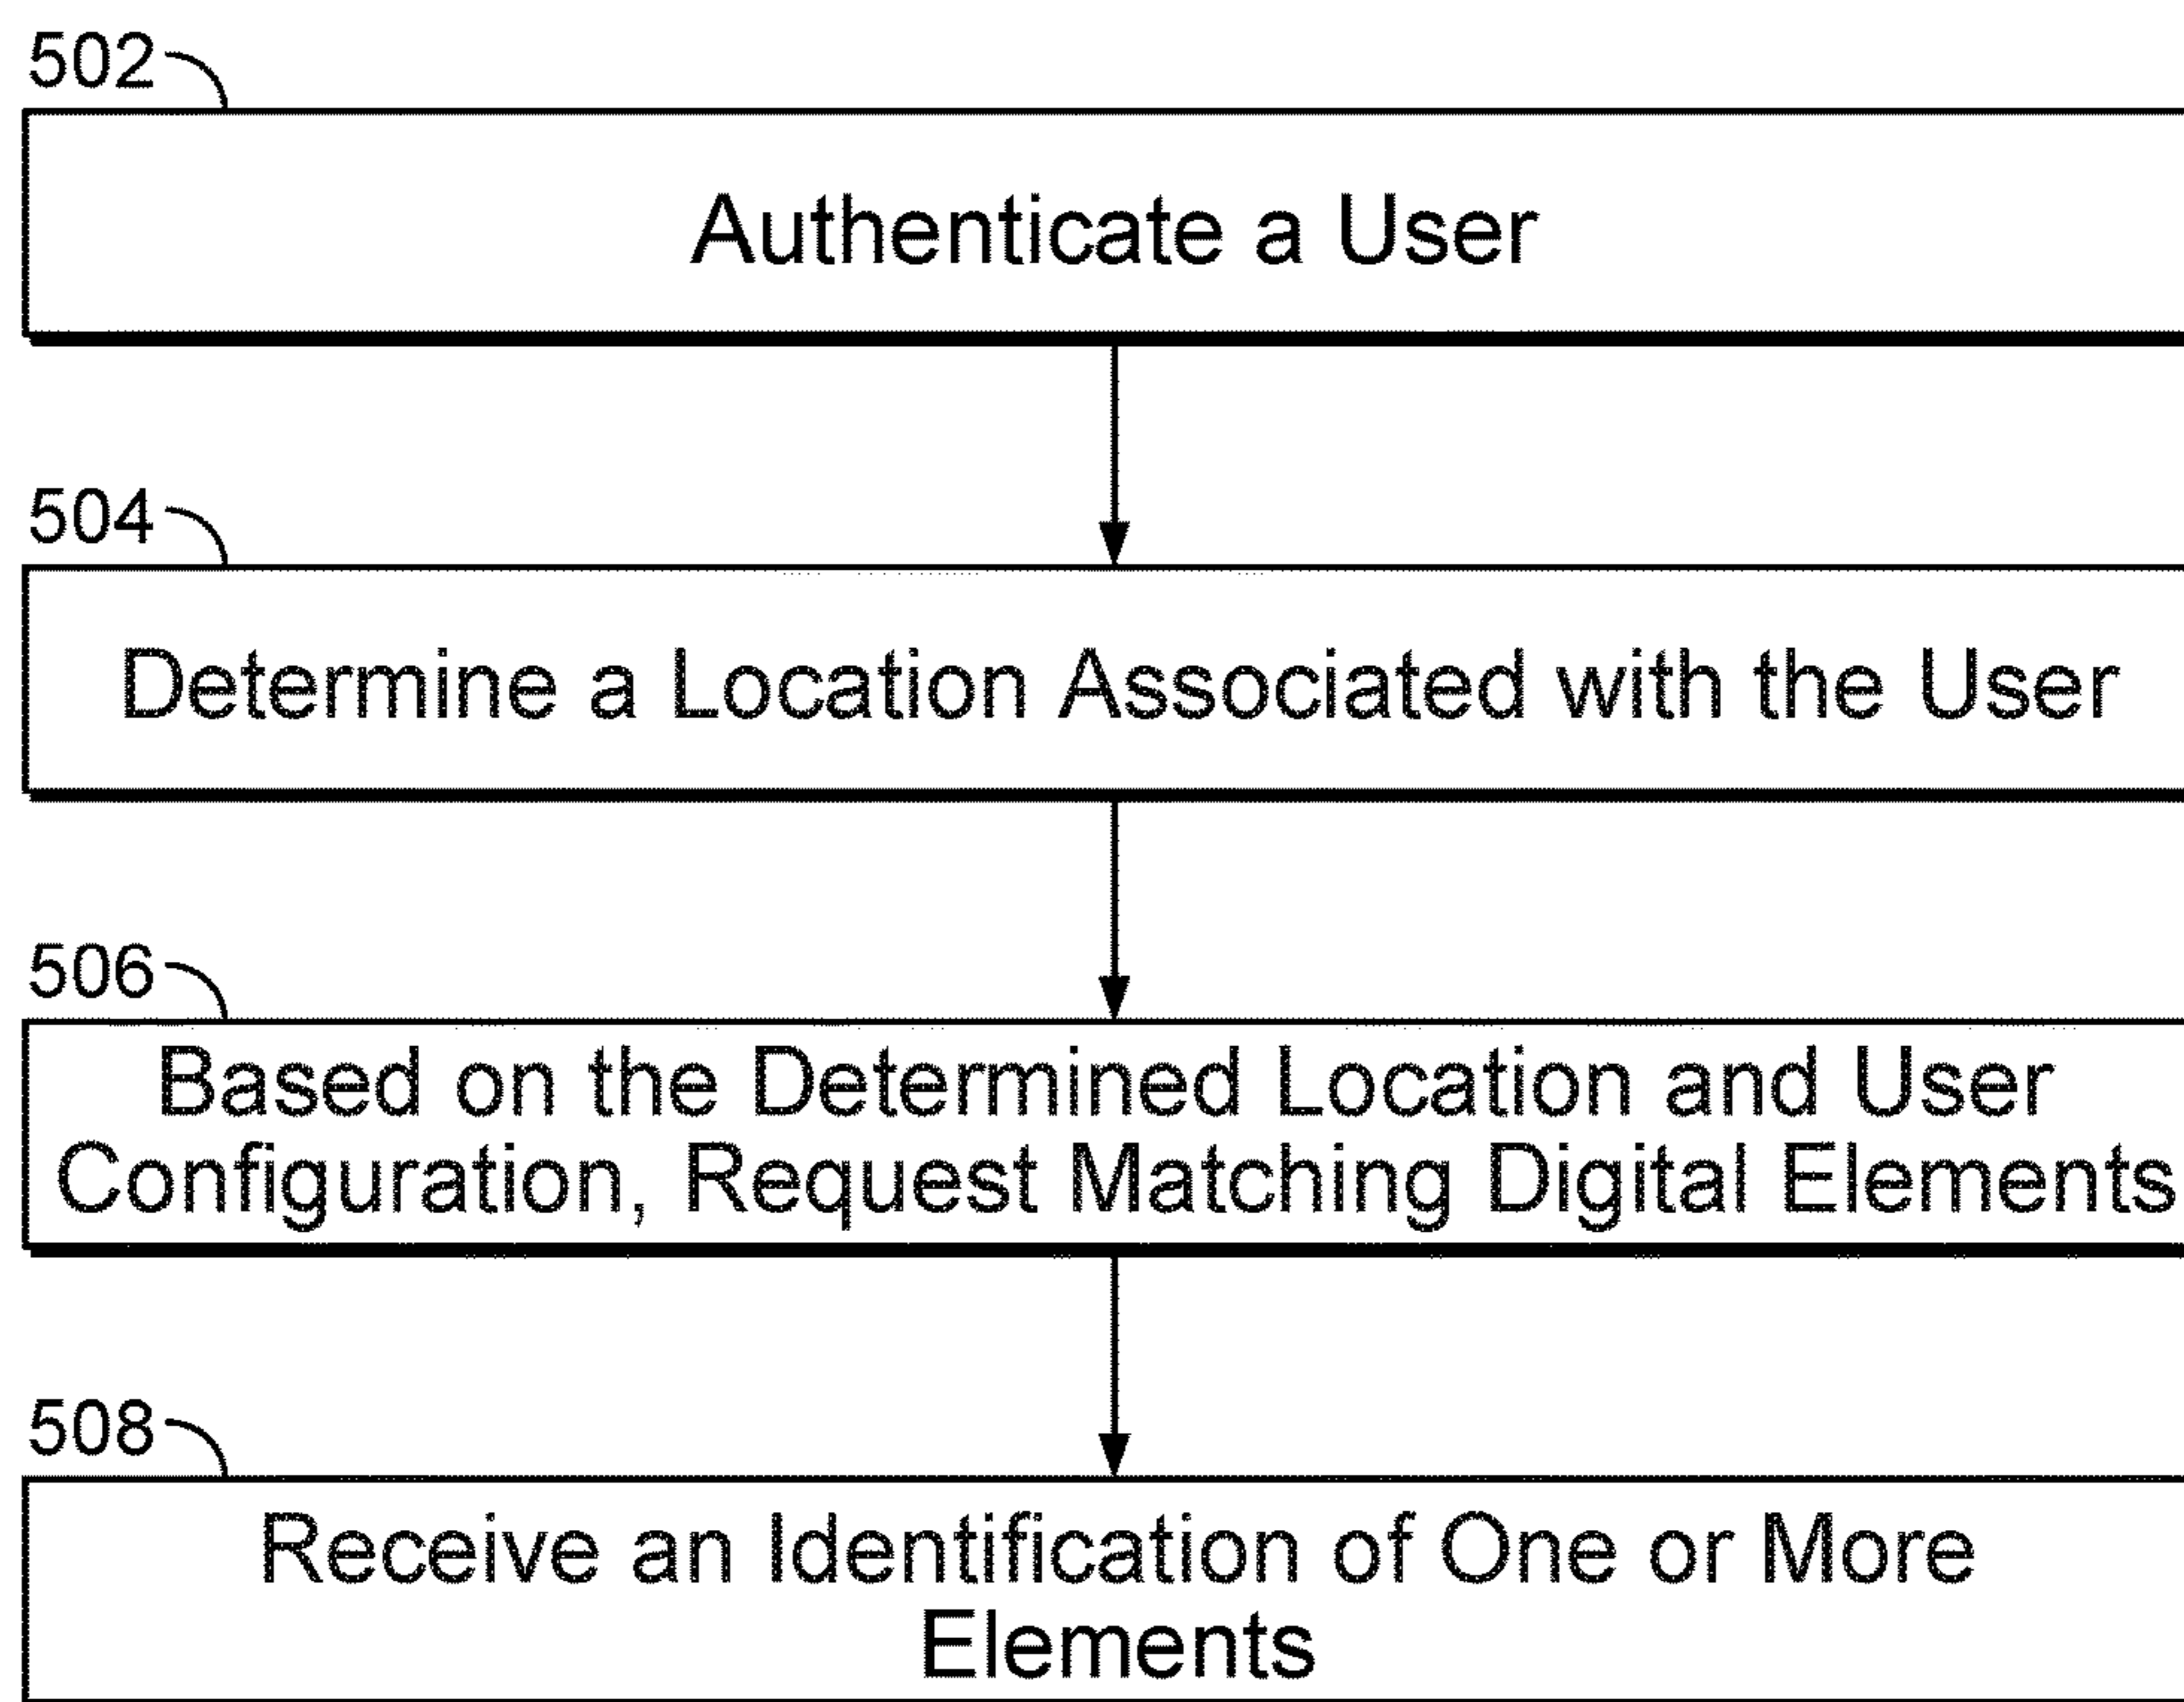 502
Authenticate a User
504
Determine a Location Associated with the User
506
Based on the Determined Location and User
Configuration, Request Matching Digital Elements
508
Receive an Identification of One or More
Elements